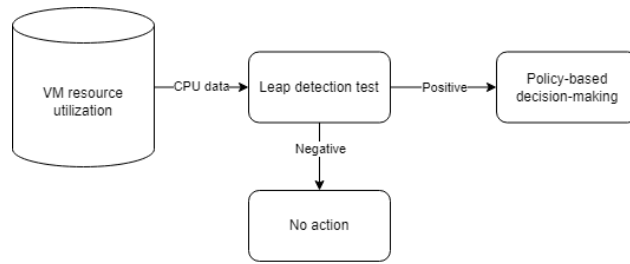 VM resource
utilization
CPU data
Leap detection test
Positive
Policy-based
decision-making
Negative
No action